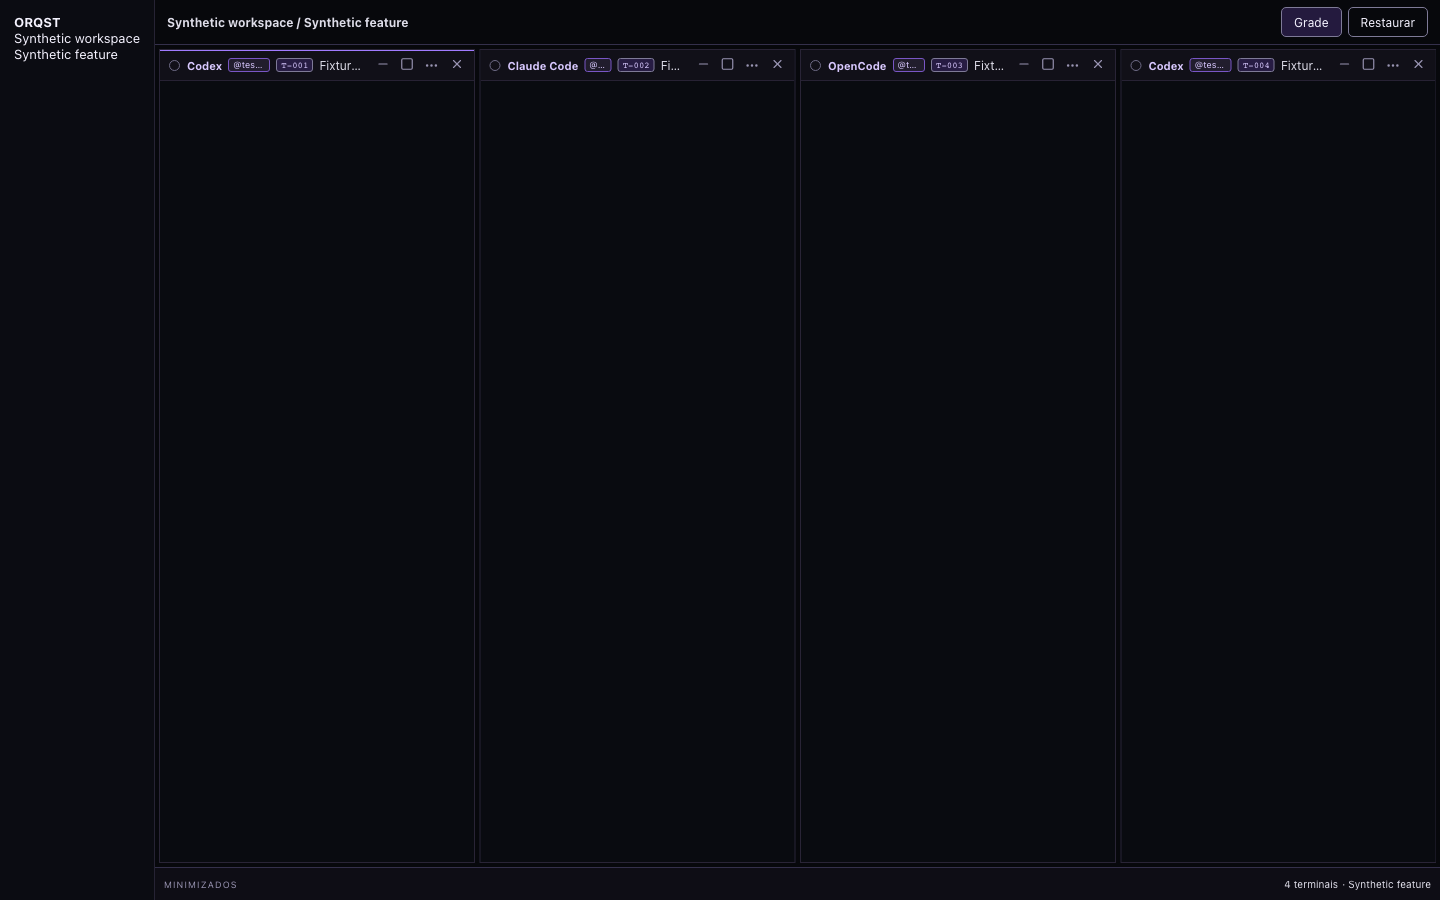 ORQST
Synthetic workspace
Synthetic feature
Synthetic workspace / Synthetic feature
Grade
Restaurar
Codex @tes... T-001 Fixtur...
Claude Code @... T-002 Fi...
OpenCode @t... T-003 Fixt...
Codex @tes... T-004 Fixtur...
MINIMIZADOS
4 terminais · Synthetic feature